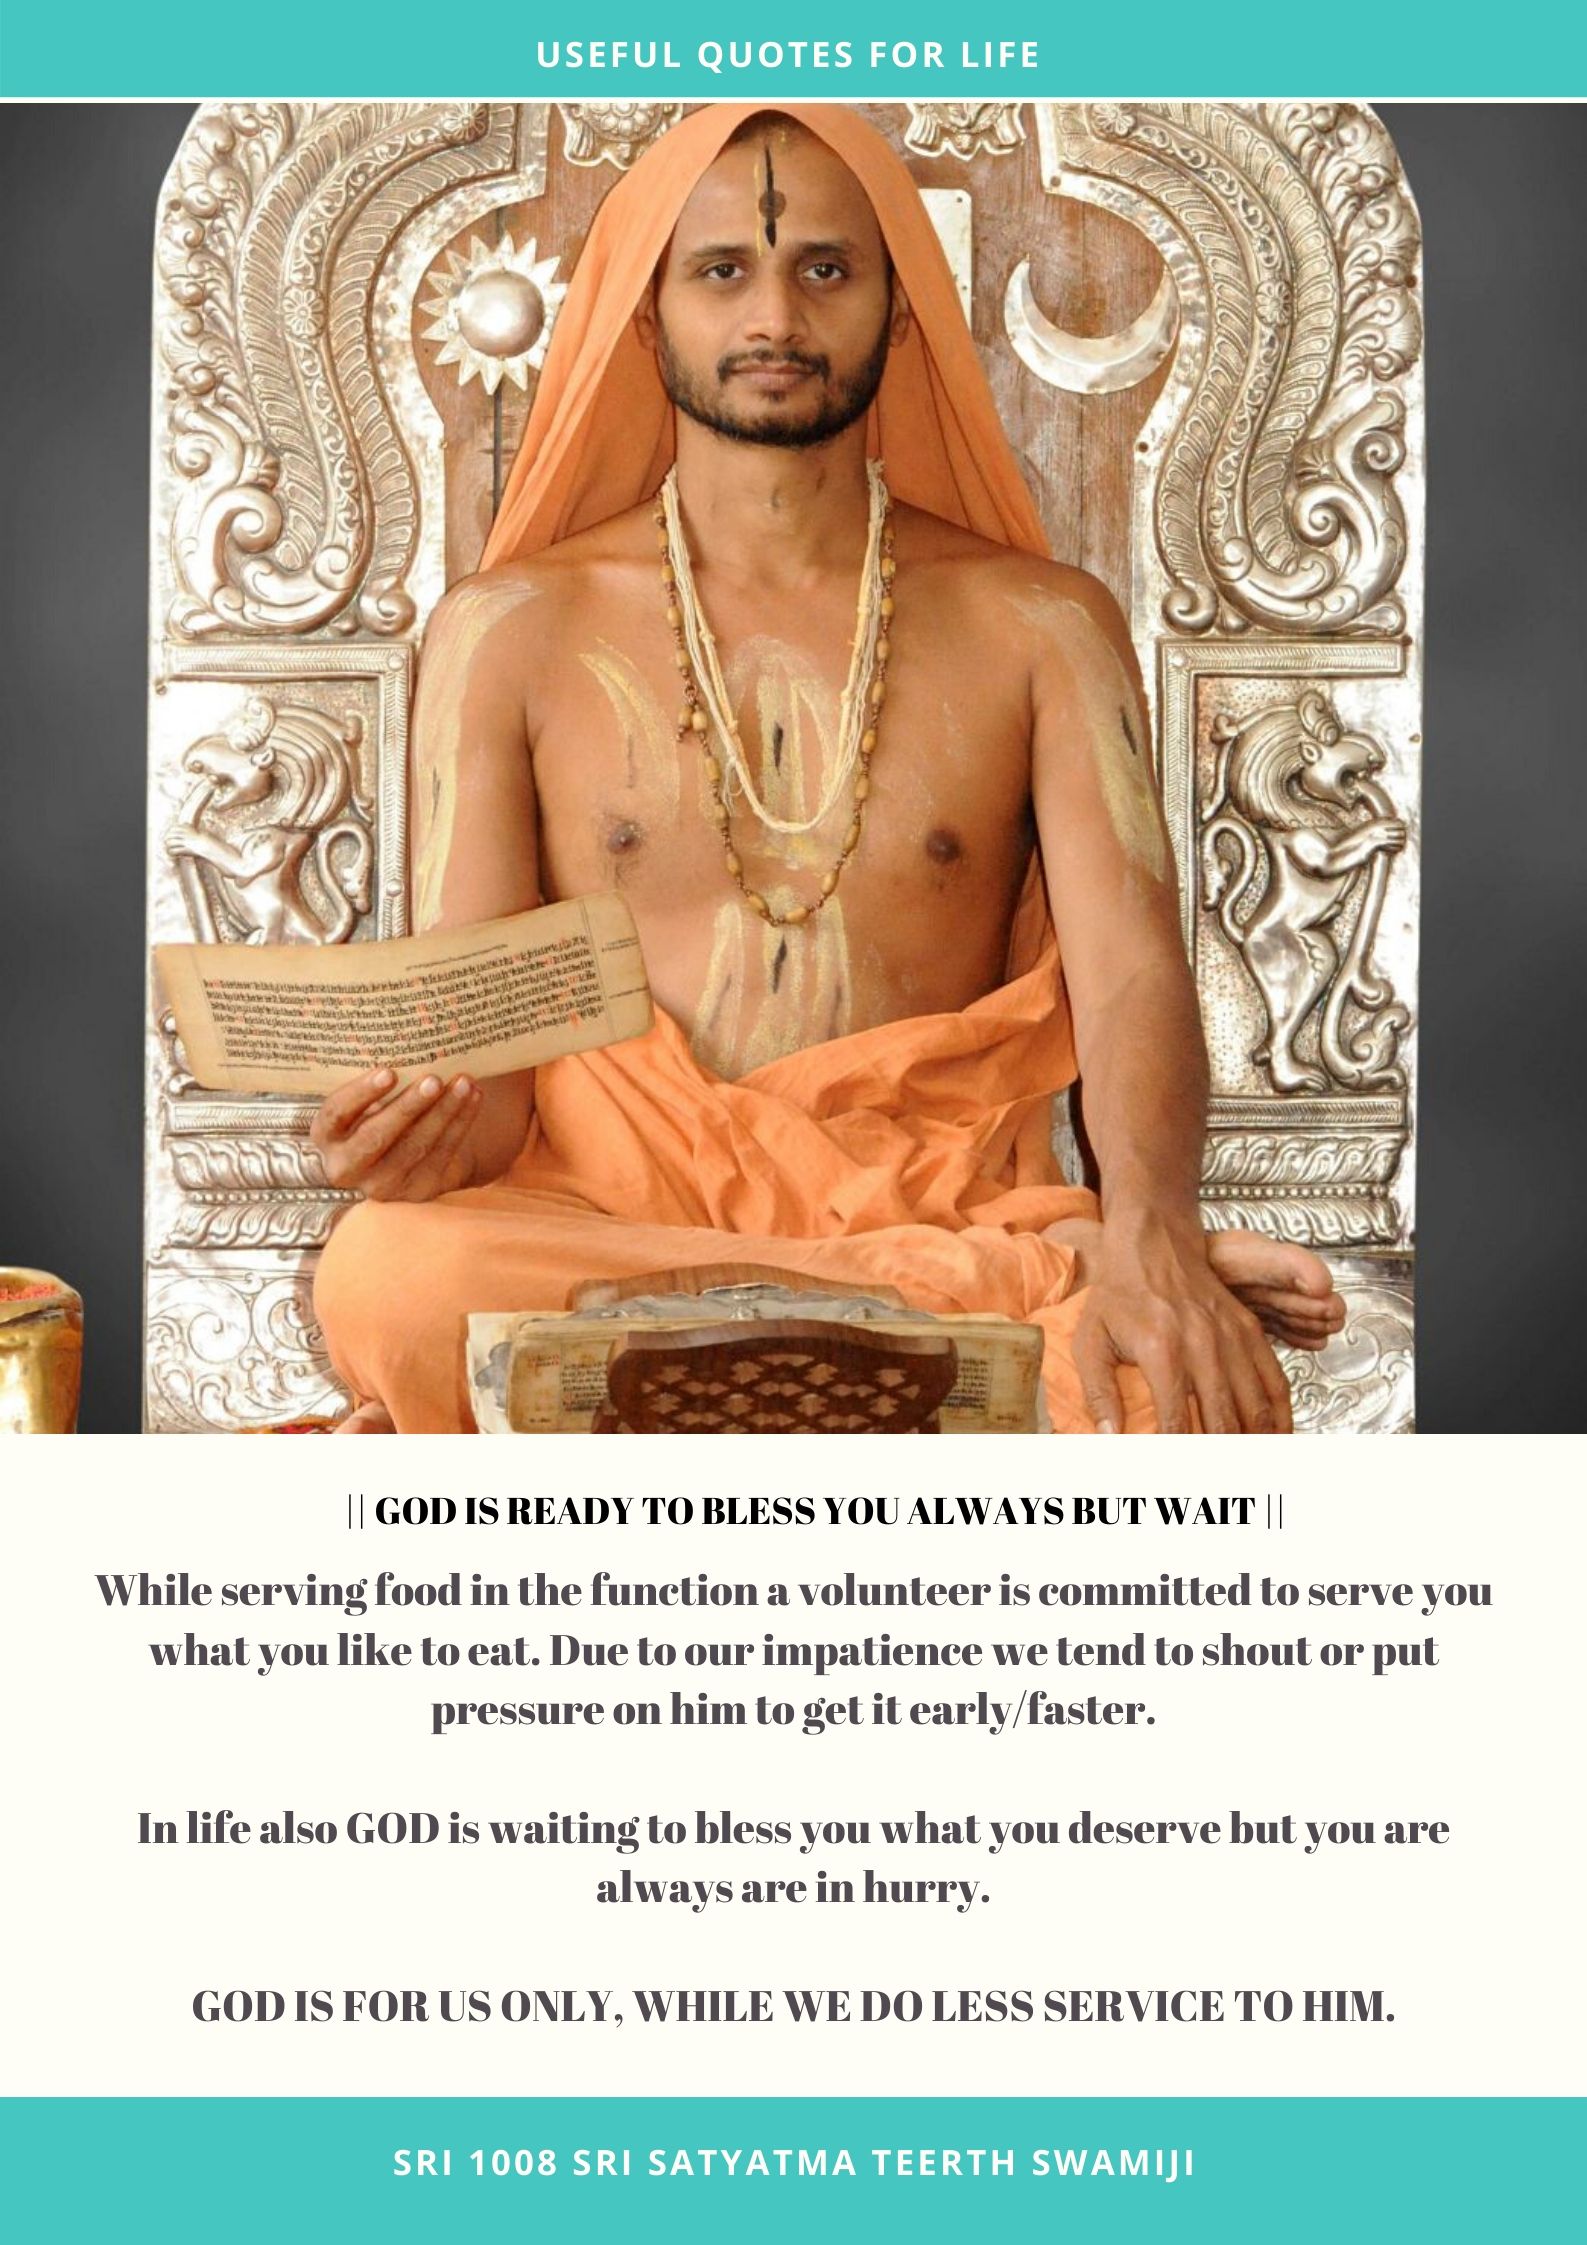 USEFUL QUOTES FOR LIFE
|| GOD IS READY TO BLESS YOU ALWAYS BUT WAIT ||
While serving food in the function a volunteer is committed to serve you
what you like to eat. Due to our impatience we tend to shout or put
pressure on him to get it early/faster.
In life also GOD is waiting to bless you what you deserve but you are
always are in hurry.
GOD IS FOR US ONLY, WHILE WE DO LESS SERVICE TO HIM.
SRI 1008 SRI SATYATMA TEERTH SWAMIJI